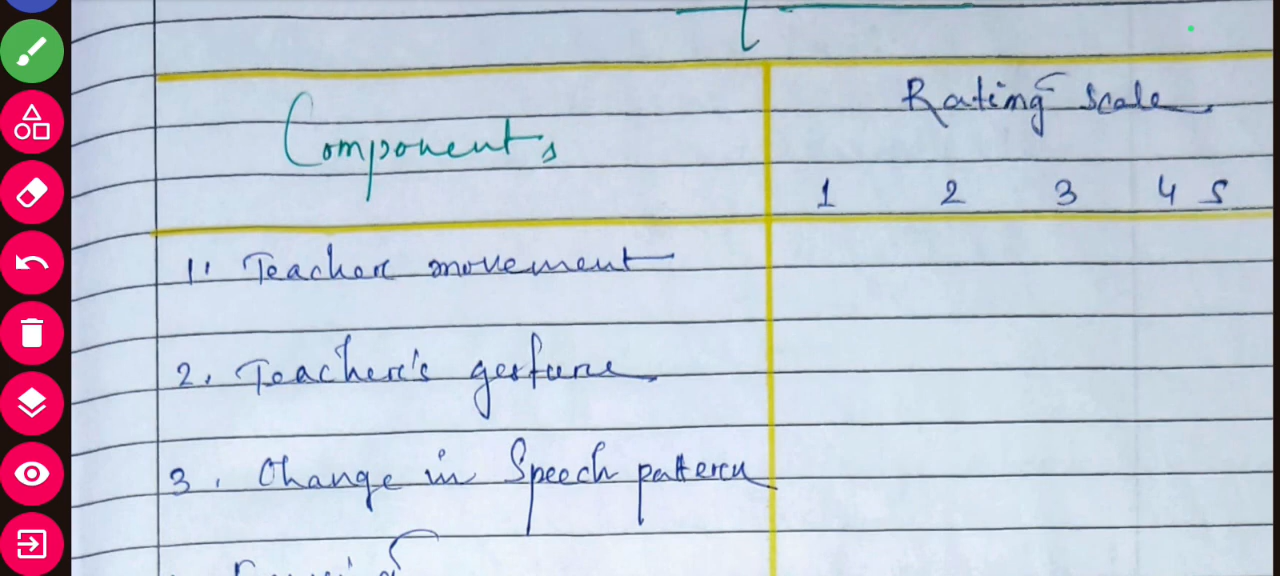 Components
Rating scale
1 2 3 4 5
1. Teacher movement
2. Teacher's gesture
3. Change in Speech pattern